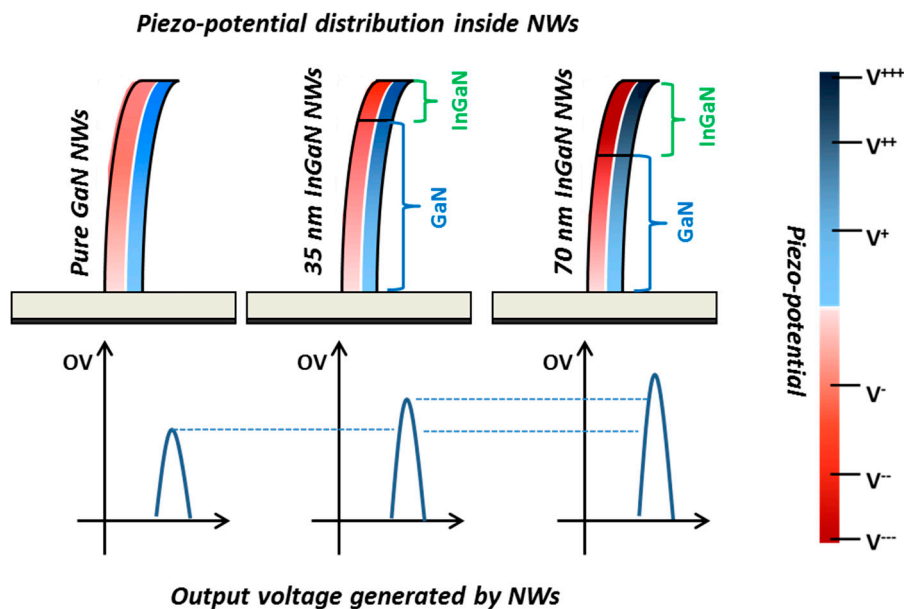 Piezo-potential distribution inside NWs
Pure GaN NWs
35 nm InGaN NWs
InGaN
GaN
70 nm InGaN NWs
InGaN
GaN
Piezo-potential
V+++
V++
V+
V-
V--
V---
OV
OV
OV
Output voltage generated by NWs